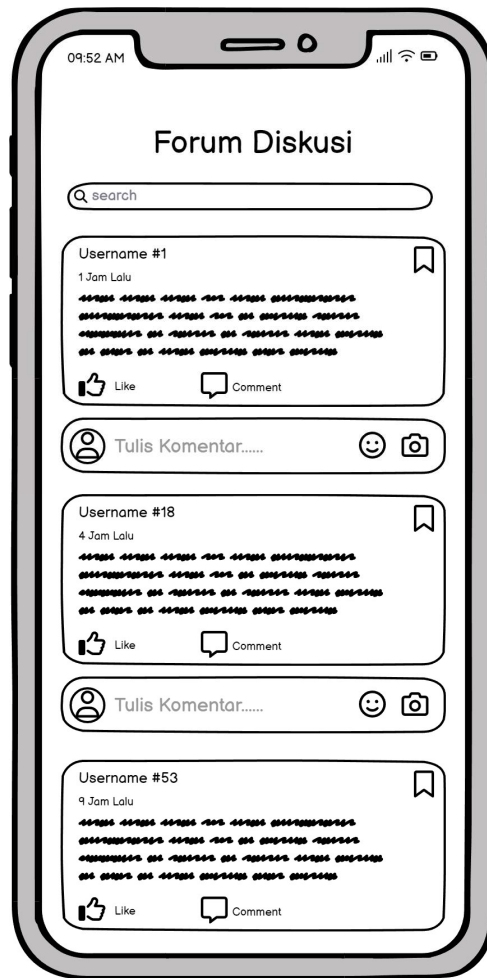 09:52 AM
Forum Diskusi
search
Username #1
1 Jam Lalu
Like Comment
Tulis Komentar......
Username #18
4 Jam Lalu
Like Comment
Tulis Komentar......
Username #53
9 Jam Lalu
Like Comment